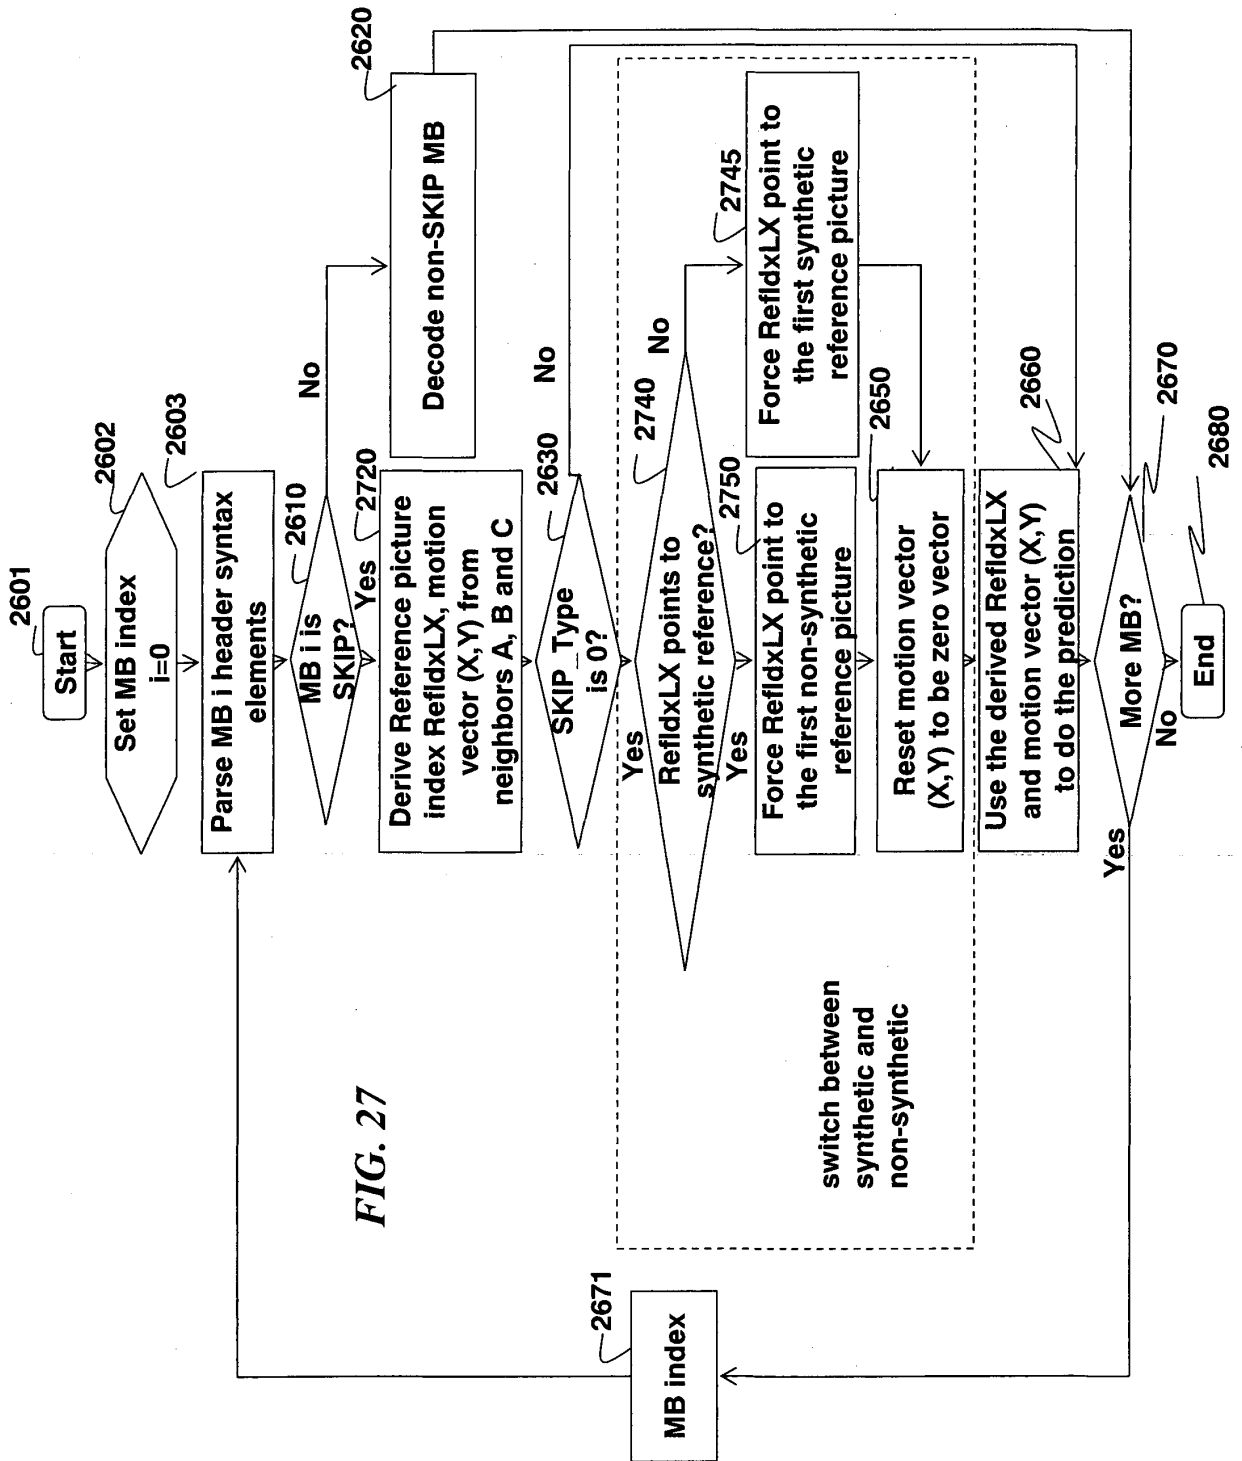 2601
Start
2602
Set MB index
i=0
2603
Parse MB i header syntax
elements
2610
MB i is
SKIP?
No
Yes
2620
Decode non-SKIP MB
2720
Derive Reference picture
index RefIdxLX, motion
vector (X,Y) from
neighbors A, B and C
2630
SKIP_Type
is 0?
No
Yes
2740
RefIdxLX points to
synthetic reference?
No
Yes
2745
Force RefIdxLX point to
the first synthetic
reference picture
2750
Force RefIdxLX point to
the first non-synthetic
reference picture
2650
Reset motion vector
(X,Y) to be zero vector
switch between
synthetic and
non-synthetic
2660
Use the derived RefIdxLX
and motion vector (X,Y)
to do the prediction
2670
More MB?
Yes
No
2680
End
2671
MB index
FIG. 27